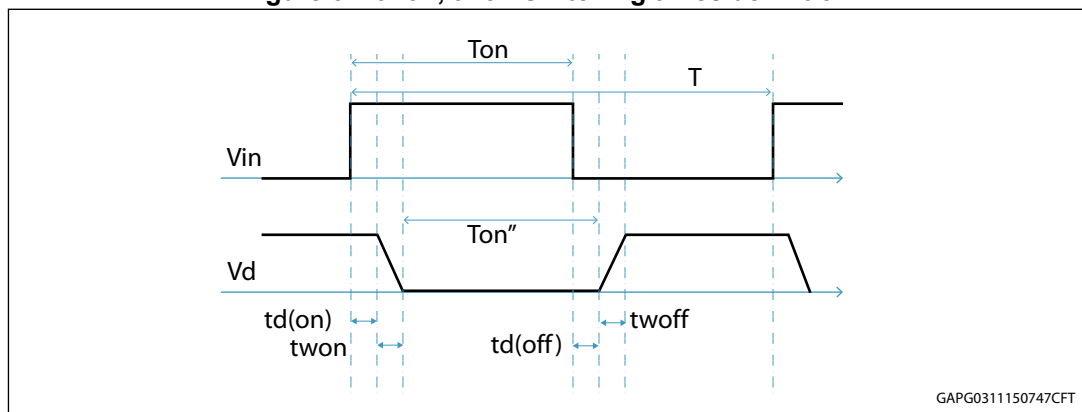 Ton
T
Vin
Ton"
Vd
td(on)
twoff
twon
td(off)
GAPG0311150747CFT